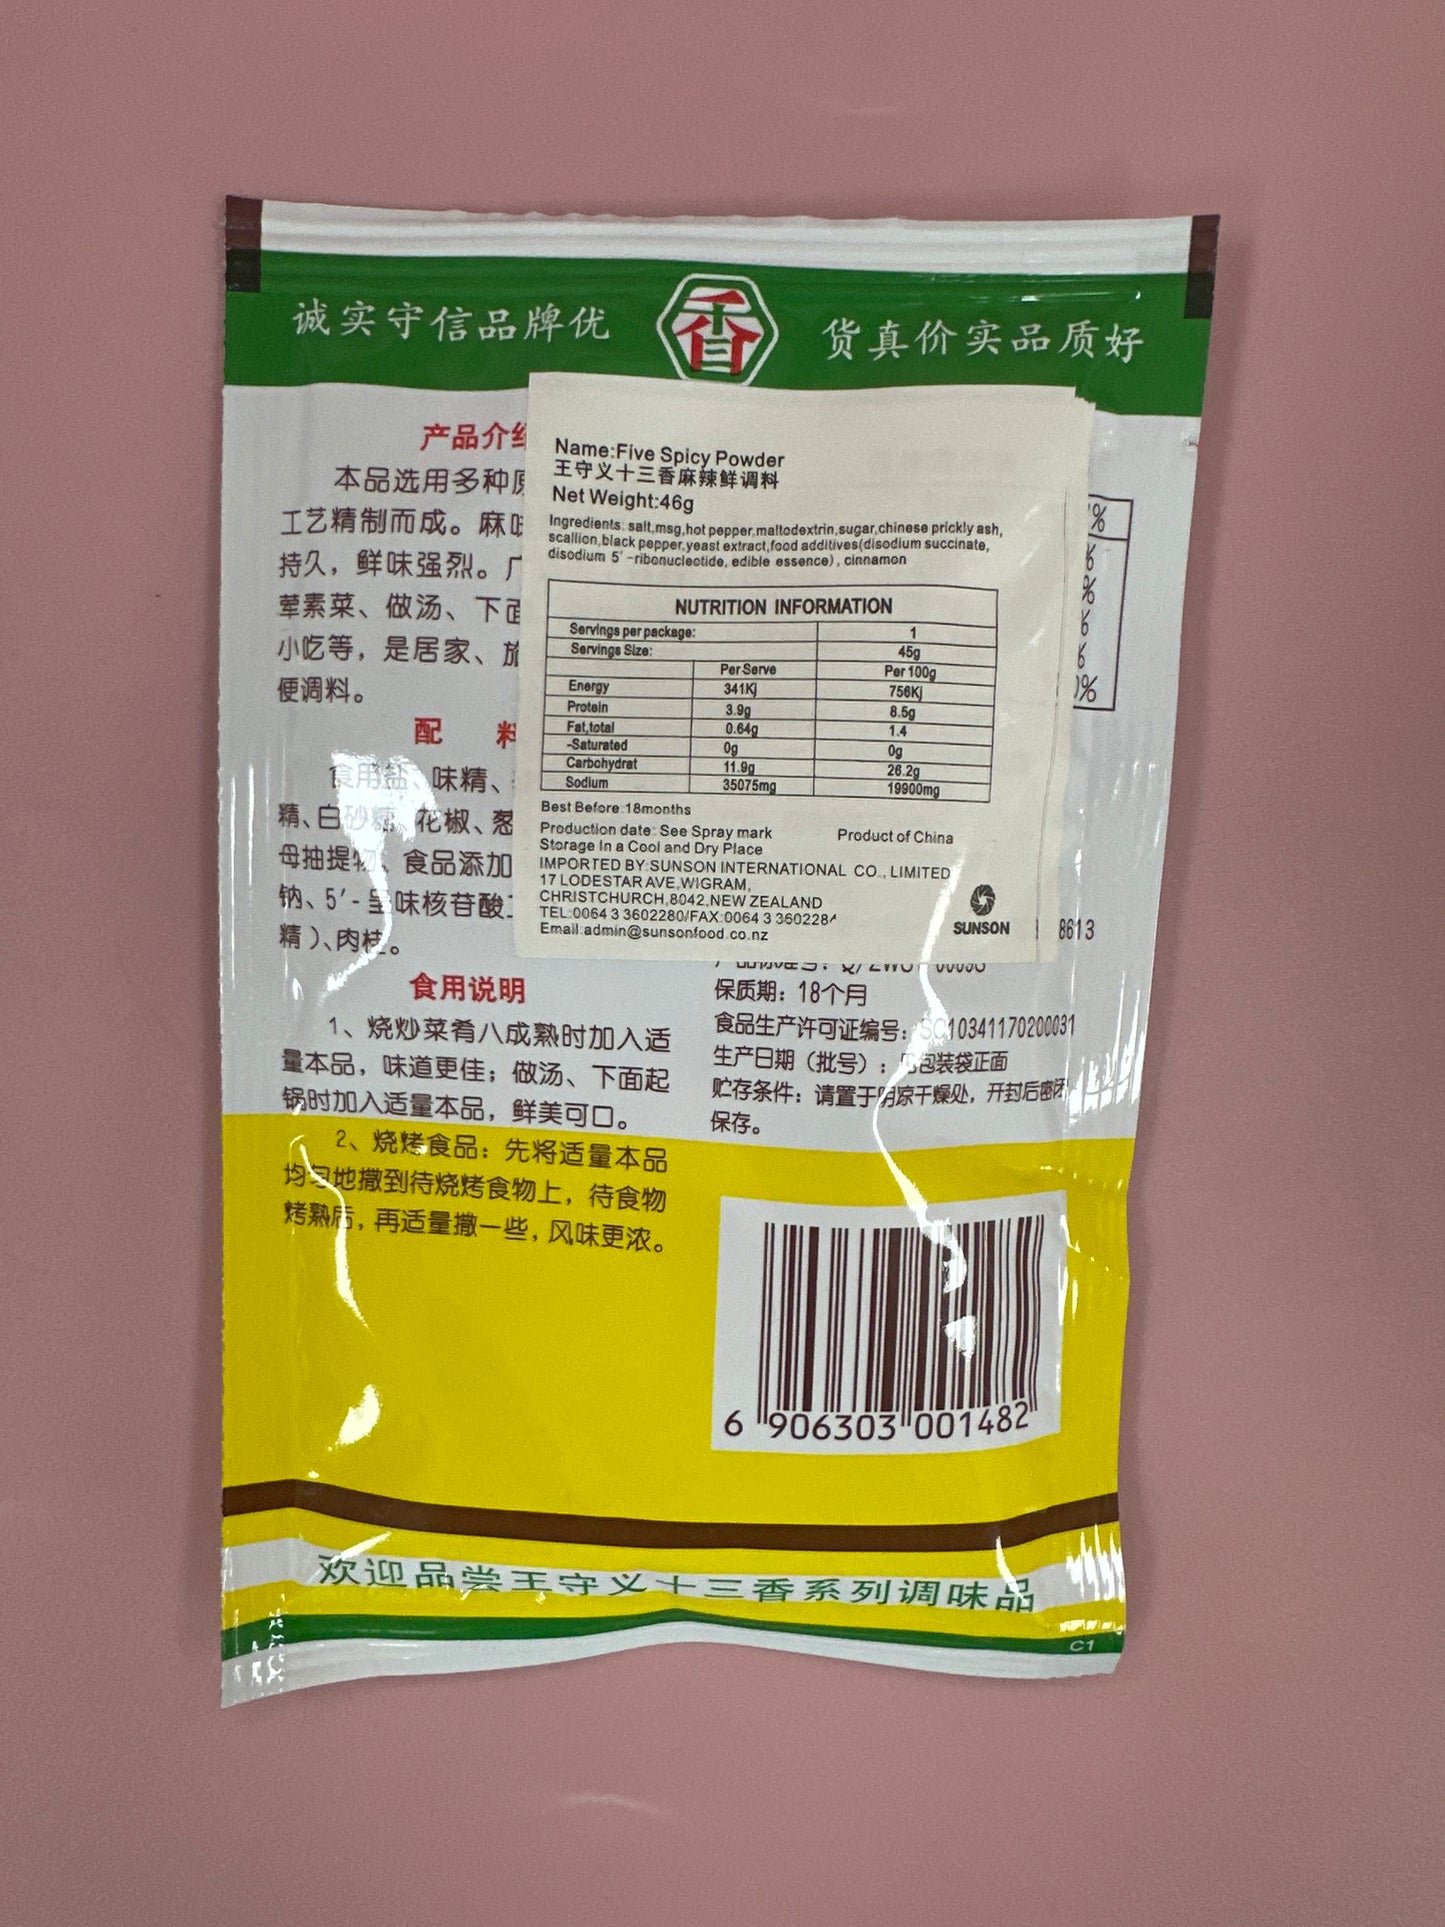 诚实守信品牌优
香
货真价实品质好
产品介
本品选用多种
工艺精制而成。麻
持久，鲜味强烈。
荤素菜、做汤、下面
小吃等，是居家、旅
便调料。
配 料
食用盐、味精、
精、白砂糖、花椒、葱
母抽提物、食品添加
钠、5′-呈味核苷酸
精）、肉桂。
食用说明
1、烧炒菜肴八成熟时加入适
量本品，味道更佳；做汤、下面起
锅时加入适量本品，鲜美可口。
2、烧烤食品：先将适量本品
均匀地撒到待烧烤食物上，待食物
烤熟后，再适量撒一些，风味更浓。
Name:Five Spicy Powder
王守义十三香麻辣鲜调料
Net Weight:46g
Ingredients: salt,msg,hot pepper,maltodextrin,sugar,chinese prickly ash,
scallion,black pepper,yeast extract,food additives(disodium succinate,
disodium 5′-ribonucleotide, edible essence), cinnamon
NUTRITION INFORMATION
Servings per package: 1
Servings Size: 45g
Per Serve Per 100g
Energy 341Kj 756Kj
Protein 3.9g 8.5g
Fat,total 0.64g 1.4
-Saturated 0g 0g
Carbohydrat 11.9g 26.2g
Sodium 35075mg 19900mg
Best Before:18months
Production date: See Spray mark Product of China
Storage In a Cool and Dry Place
IMPORTED BY:SUNSON INTERNATIONAL CO., LIMITED
17 LODESTAR AVE,WIGRAM,
CHRISTCHURCH,8042,NEW ZEALAND
TEL:0064 3 3602280/FAX:0064 3 3602284
Email:admin@sunsonfood.co.nz
SUNSON
%
%
%
%
%
%
8613
保质期：18个月
食品生产许可证编号：SC10341170200031
生产日期（批号）：见包装袋正面
贮存条件：请置于阴凉干燥处，开封后密闭
保存。
6 906303 001482
欢迎品尝王守义十三香系列调味品
C1